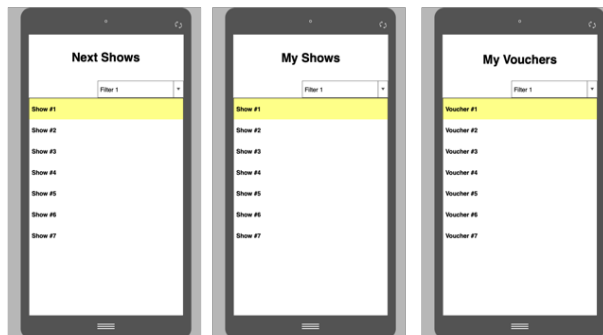 Next Shows
Filter 1
Show #1
Show #2
Show #3
Show #4
Show #5
Show #6
Show #7
My Shows
Filter 1
Show #1
Show #2
Show #3
Show #4
Show #5
Show #6
Show #7
My Vouchers
Filter 1
Voucher #1
Voucher #2
Voucher #3
Voucher #4
Voucher #5
Voucher #6
Voucher #7